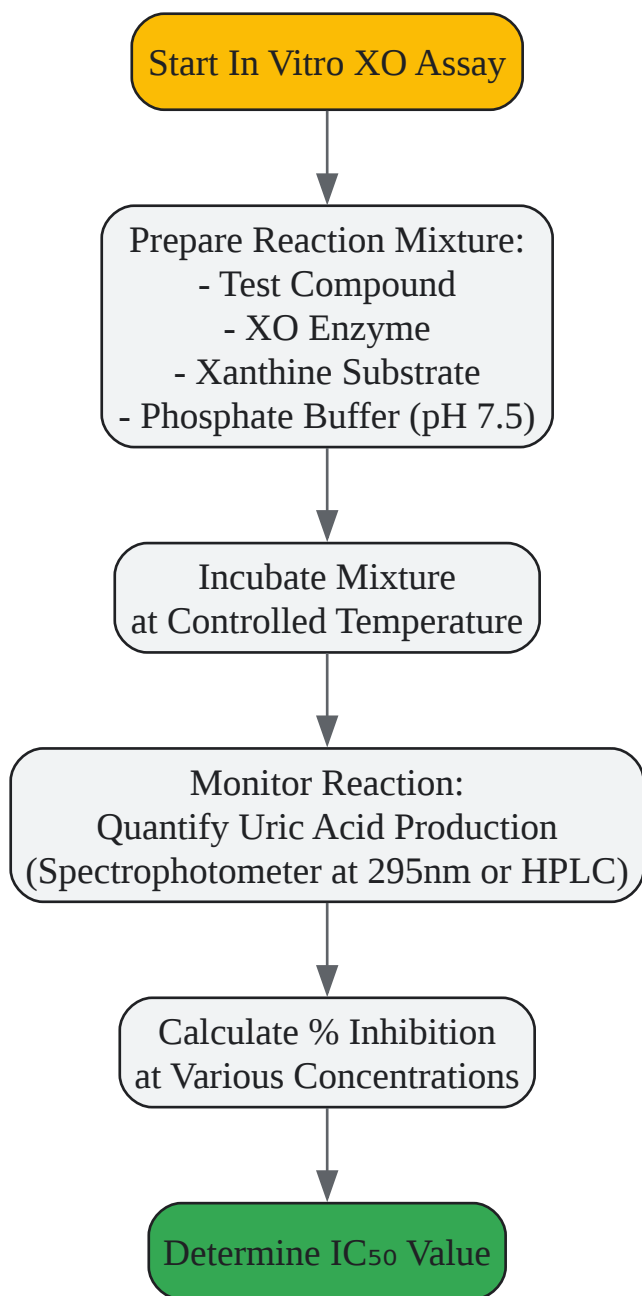 Start In Vitro XO Assay
Prepare Reaction Mixture:
- Test Compound
- XO Enzyme
- Xanthine Substrate
- Phosphate Buffer (pH 7.5)
Incubate Mixture
at Controlled Temperature
Monitor Reaction:
Quantify Uric Acid Production
(Spectrophotometer at 295nm or HPLC)
Calculate % Inhibition
at Various Concentrations
Determine IC₅₀ Value